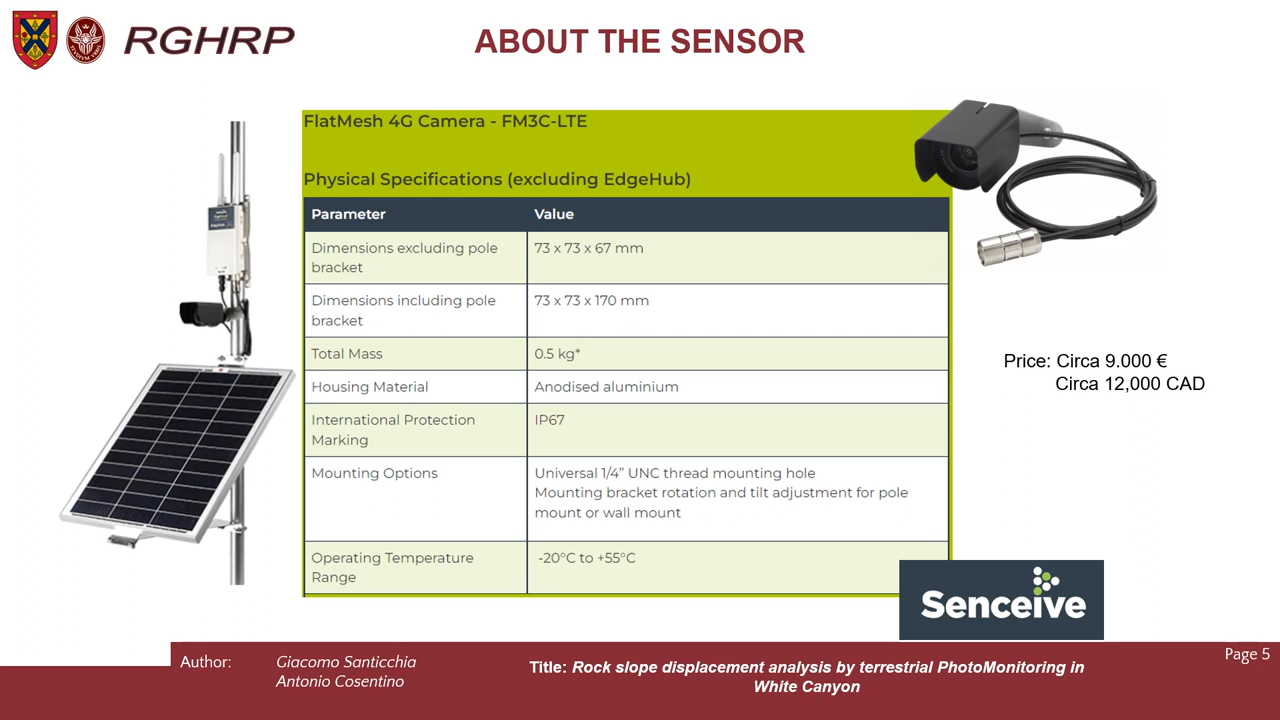 RGHRP
ABOUT THE SENSOR
FlatMesh 4G Camera - FM3C-LTE
Physical Specifications (excluding EdgeHub)
Parameter Value
Dimensions excluding pole 73 x 73 x 67 mm
bracket
Dimensions including pole 73 x 73 x 170 mm
bracket
Total Mass 0.5 kg*
Housing Material Anodised aluminium
International Protection IP67
Marking
Mounting Options Universal 1/4” UNC thread mounting hole
Mounting bracket rotation and tilt adjustment for pole
mount or wall mount
Operating Temperature -20°C to +55°C
Range
Price: Circa 9.000 €
Circa 12,000 CAD
Senceive
Author: Giacomo Santicchia
Antonio Cosentino
Title: Rock slope displacement analysis by terrestrial PhotoMonitoring in
White Canyon
Page 5